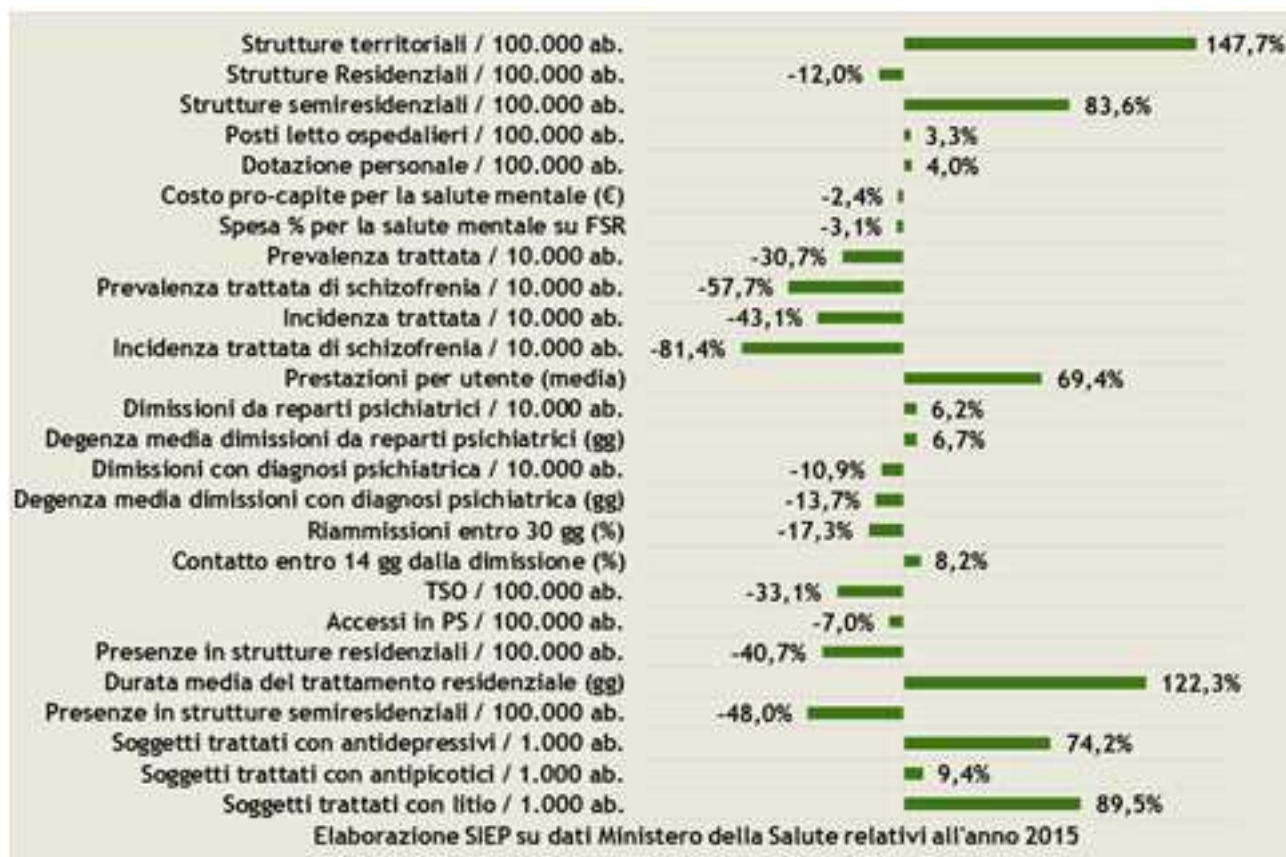 Strutture territoriali / 100.000 ab. 147,7%
Strutture Residenziali / 100.000 ab. -12,0%
Strutture semiresidenziali / 100.000 ab. 83,6%
Posti letto ospedalieri / 100.000 ab. 3,3%
Dotazione personale / 100.000 ab. 4,0%
Costo pro-capite per la salute mentale (€) -2,4%
Spesa % per la salute mentale su FSR -3,1%
Prevalenza trattata / 10.000 ab. -30,7%
Prevalenza trattata di schizofrenia / 10.000 ab. -57,7%
Incidenza trattata / 10.000 ab. -43,1%
Incidenza trattata di schizofrenia / 10.000 ab. -81,4%
Prestazioni per utente (media) 69,4%
Dimissioni da reparti psichiatrici / 10.000 ab. 6,2%
Degenza media dimissioni da reparti psichiatrici (gg) 6,7%
Dimissioni con diagnosi psichiatrica / 10.000 ab. -10,9%
Degenza media dimissioni con diagnosi psichiatrica (gg) -13,7%
Riammissioni entro 30 gg (%) -17,3%
Contatto entro 14 gg dalla dimissione (%) 8,2%
TSO / 100.000 ab. -33,1%
Accessi in PS / 100.000 ab. -7,0%
Presenze in strutture residenziali / 100.000 ab. -40,7%
Durata media del trattamento residenziale (gg) 122,3%
Presenze in strutture semiresidenziali / 100.000 ab. -48,0%
Soggetti trattati con antidepressivi / 1.000 ab. 74,2%
Soggetti trattati con antipicotici / 1.000 ab. 9,4%
Soggetti trattati con litio / 1.000 ab. 89,5%
Elaborazione SIEP su dati Ministero della Salute relativi all'anno 2015